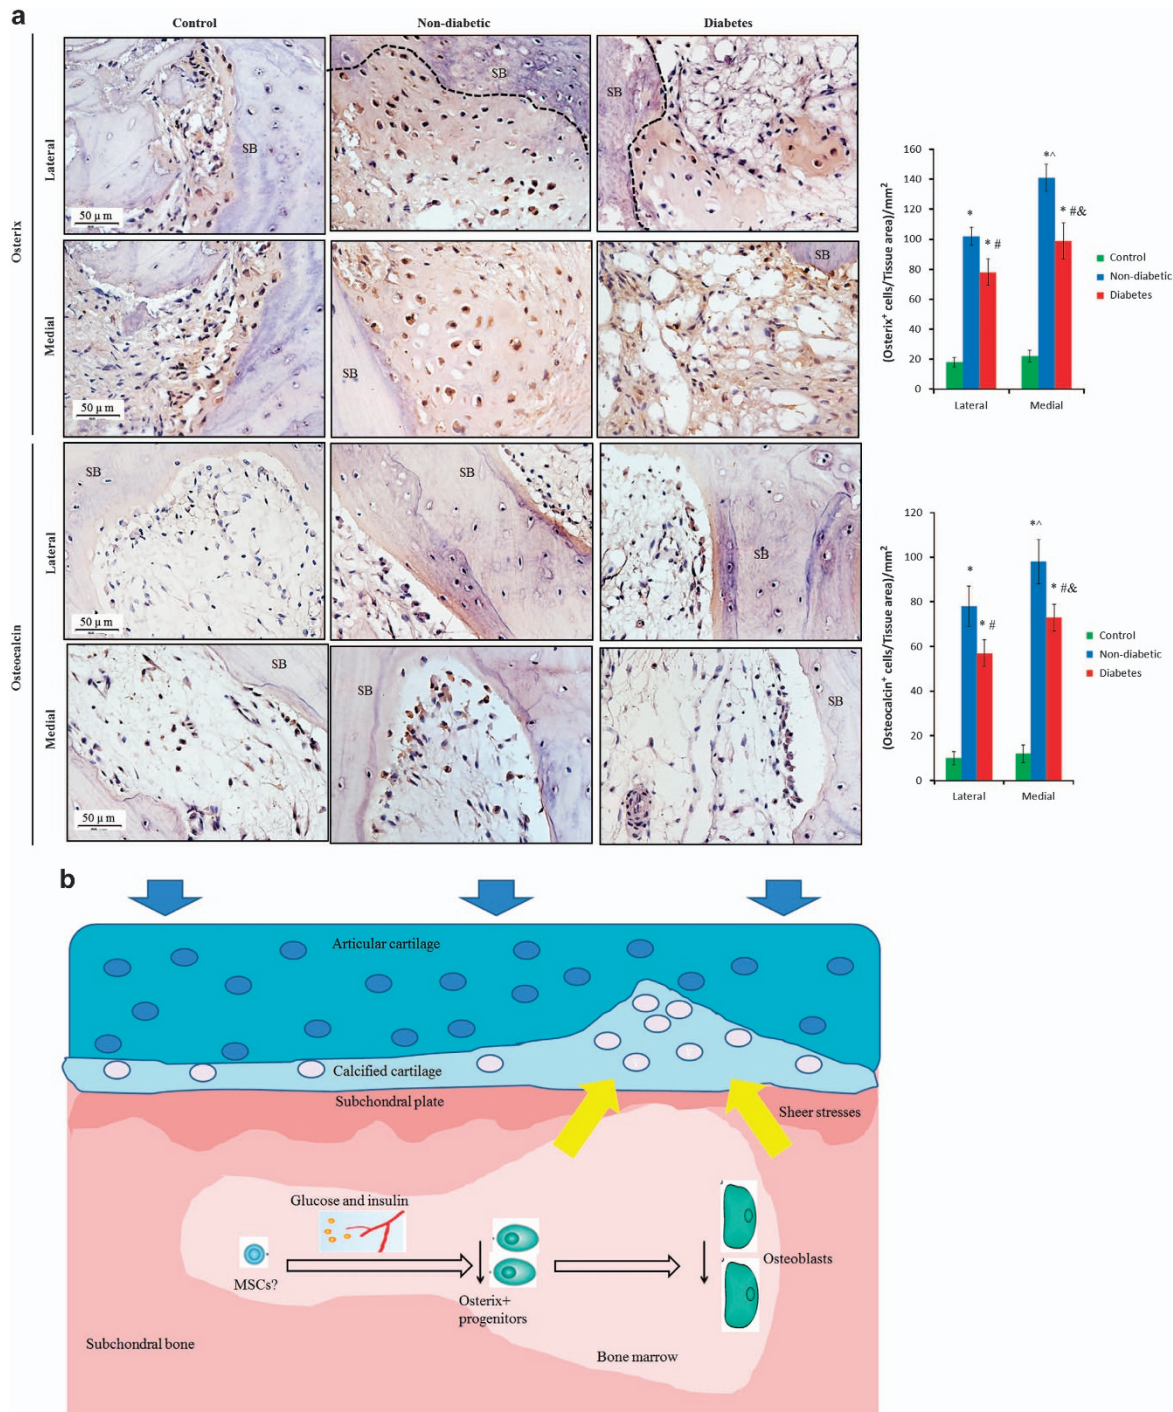 a
Control
Non-diabetic
Diabetes
Osterix
Lateral
SB
50 µm
SB
SB
Medial
50 µm
SB
SB
(Osterix⁺ cells/Tissue area)/mm²
160
140
120
100
80
60
40
20
0
*
* #
*^
* #&
Lateral
Medial
Control
Non-diabetic
Diabetes
Osteocalcin
Lateral
SB
50 µm
SB
SB
Medial
SB
50 µm
SB
SB
(Osteocalcin⁺ cells/Tissue area)/mm²
120
100
80
60
40
20
0
*
* #
*^
* #&
Lateral
Medial
Control
Non-diabetic
Diabetes
b
Articular cartilage
Calcified cartilage
Subchondral plate
Sheer stresses
Glucose and insulin
MSCs?
Osterix+
progenitors
Osteoblasts
Subchondral bone
Bone marrow